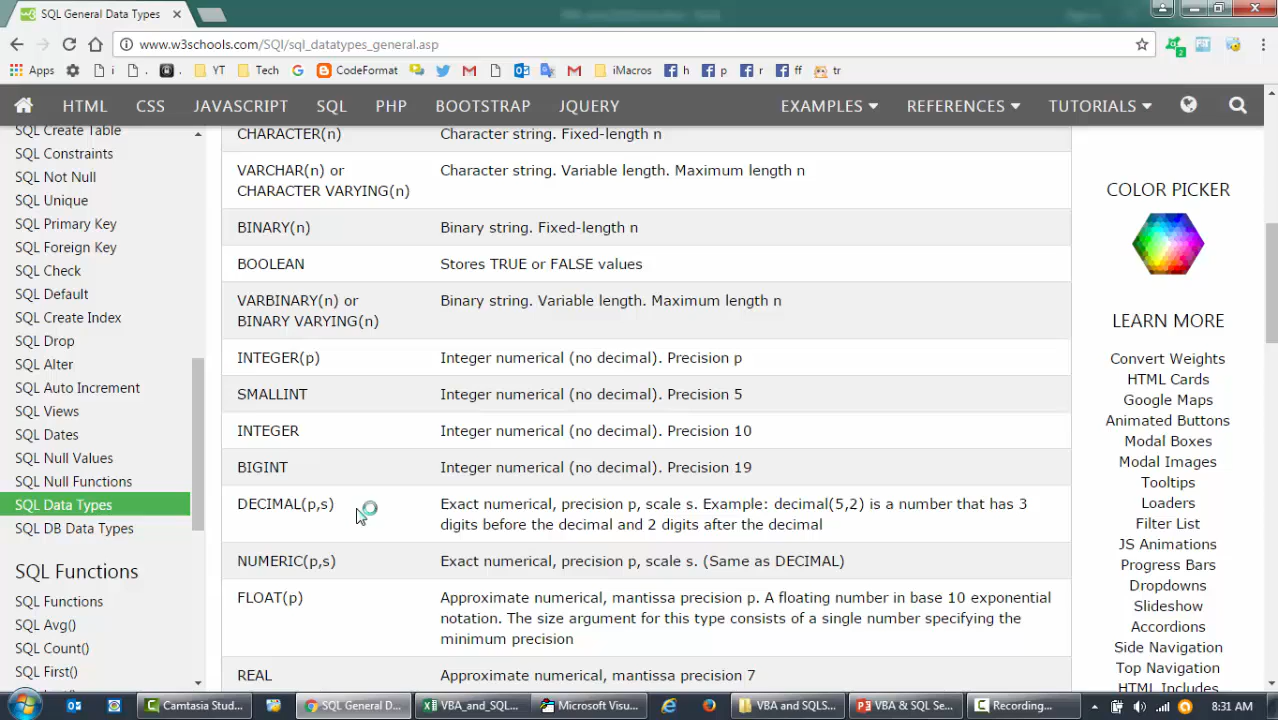 SQL General Data Types
www.w3schools.com/SQl/sql_datatypes_general.asp
Apps
i
.
.
YT
Tech
CodeFormat
iMacros
h
p
r
ff
tr
HTML
CSS
JAVASCRIPT
SQL
PHP
BOOTSTRAP
JQUERY
EXAMPLES
REFERENCES
TUTORIALS
SQL Create Table
SQL Constraints
SQL Not Null
SQL Unique
SQL Primary Key
SQL Foreign Key
SQL Check
SQL Default
SQL Create Index
SQL Drop
SQL Alter
SQL Auto Increment
SQL Views
SQL Dates
SQL Null Values
SQL Null Functions
SQL Data Types
SQL DB Data Types
SQL Functions
SQL Functions
SQL Avg()
SQL Count()
SQL First()
CHARACTER(n)
Character string. Fixed-length n
VARCHAR(n) or
CHARACTER VARYING(n)
Character string. Variable length. Maximum length n
BINARY(n)
Binary string. Fixed-length n
BOOLEAN
Stores TRUE or FALSE values
VARBINARY(n) or
BINARY VARYING(n)
Binary string. Variable length. Maximum length n
INTEGER(p)
Integer numerical (no decimal). Precision p
SMALLINT
Integer numerical (no decimal). Precision 5
INTEGER
Integer numerical (no decimal). Precision 10
BIGINT
Integer numerical (no decimal). Precision 19
DECIMAL(p,s)
Exact numerical, precision p, scale s. Example: decimal(5,2) is a number that has 3
digits before the decimal and 2 digits after the decimal
NUMERIC(p,s)
Exact numerical, precision p, scale s. (Same as DECIMAL)
FLOAT(p)
Approximate numerical, mantissa precision p. A floating number in base 10 exponential
notation. The size argument for this type consists of a single number specifying the
minimum precision
REAL
Approximate numerical, mantissa precision 7
COLOR PICKER
LEARN MORE
Convert Weights
HTML Cards
Google Maps
Animated Buttons
Modal Boxes
Modal Images
Tooltips
Loaders
Filter List
JS Animations
Progress Bars
Dropdowns
Slideshow
Accordions
Side Navigation
Top Navigation
HTML Includes
Camtasia Stud...
SQL General D...
VBA_and_SQL...
Microsoft Visu...
VBA and SQLS...
VBA & SQL Se...
Recording...
8:31 AM